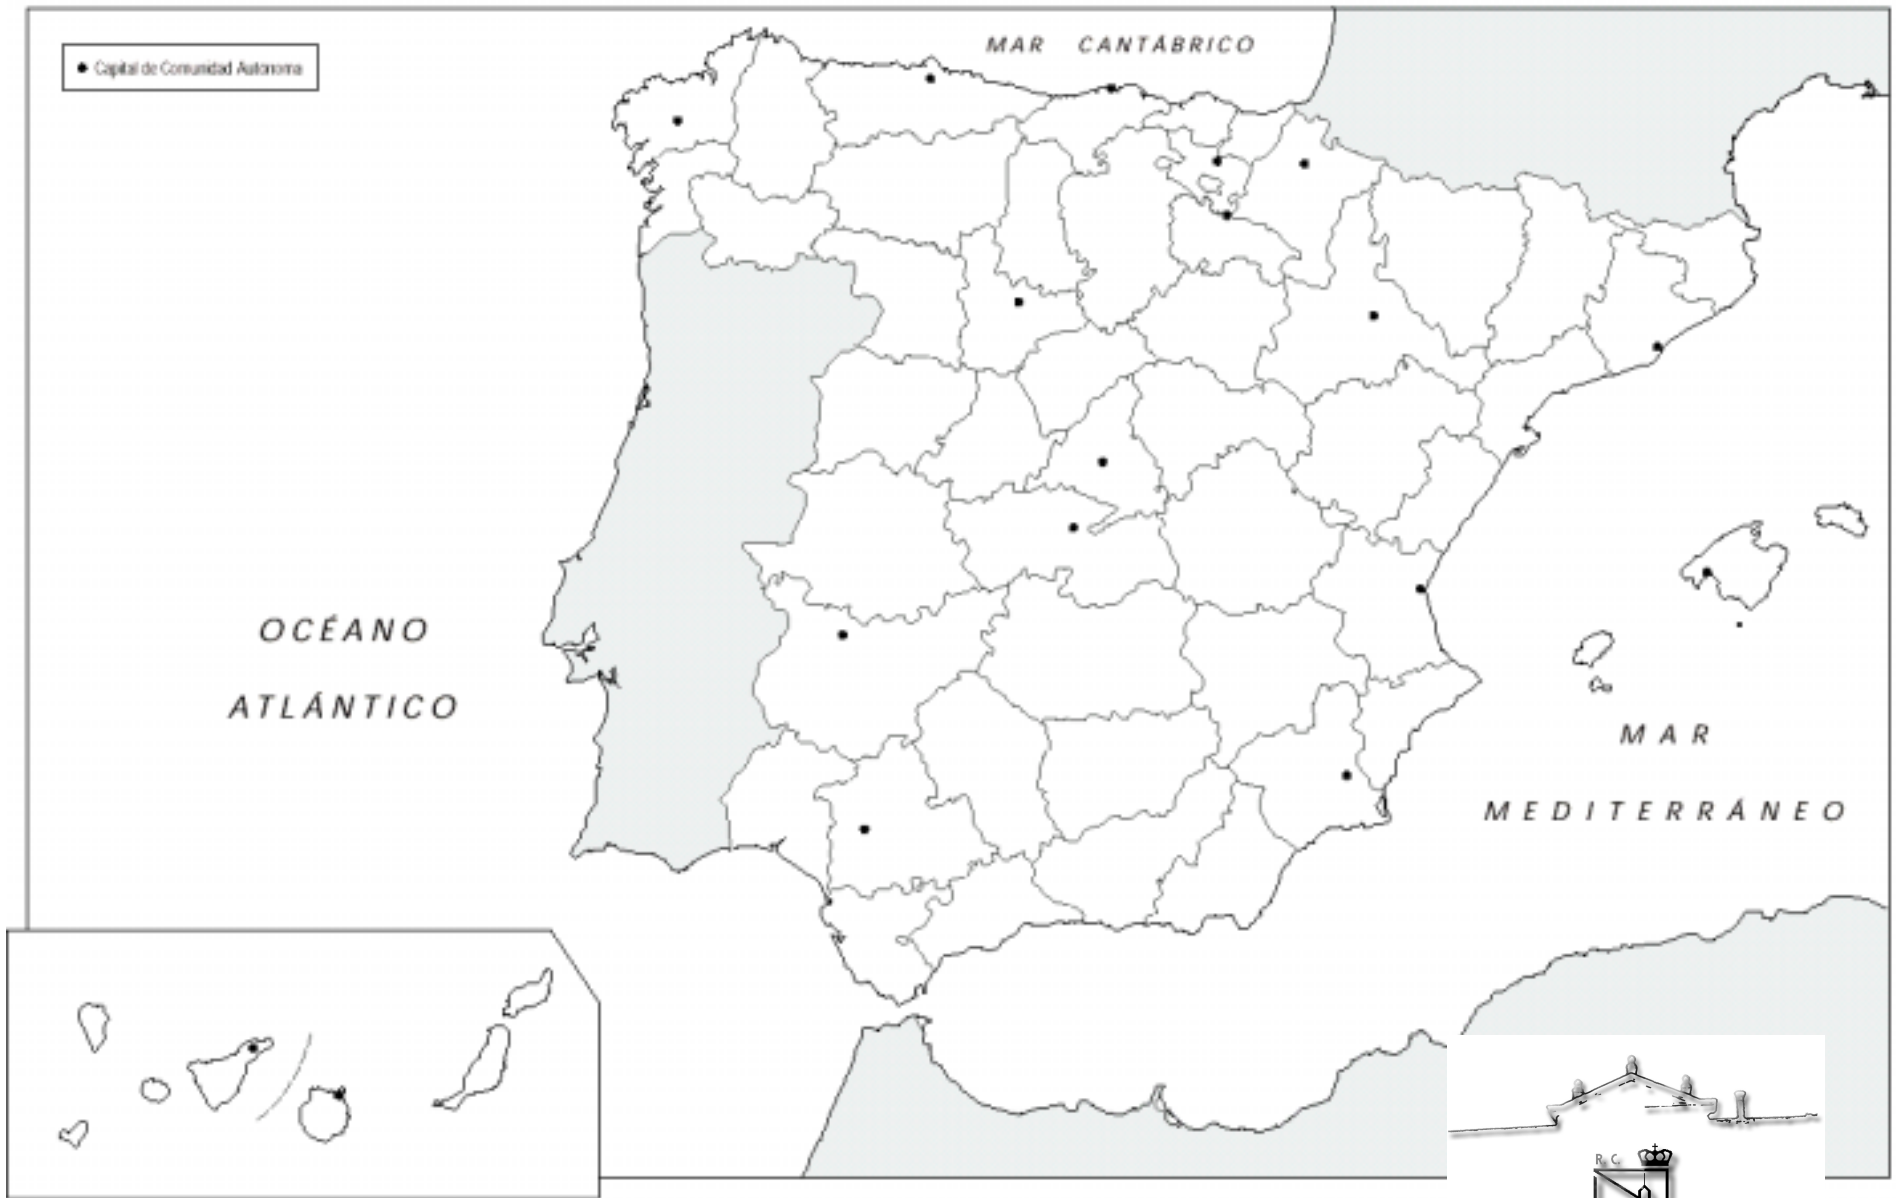 MAR CANTÁBRICO
Capital de Comunidad Autonoma
OCÉANO
ATLÁNTICO
MAR
MEDITERRÁNEO
R C